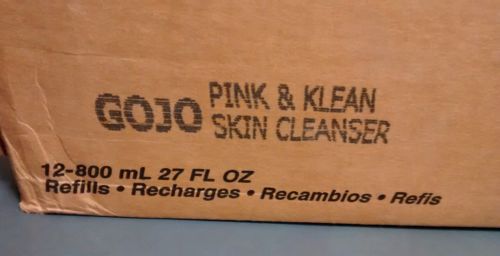 GOJO PINK & KLEAN
SKIN CLEANSER
12-800 mL 27 FL OZ
Refills • Recharges • Recambios • Refis